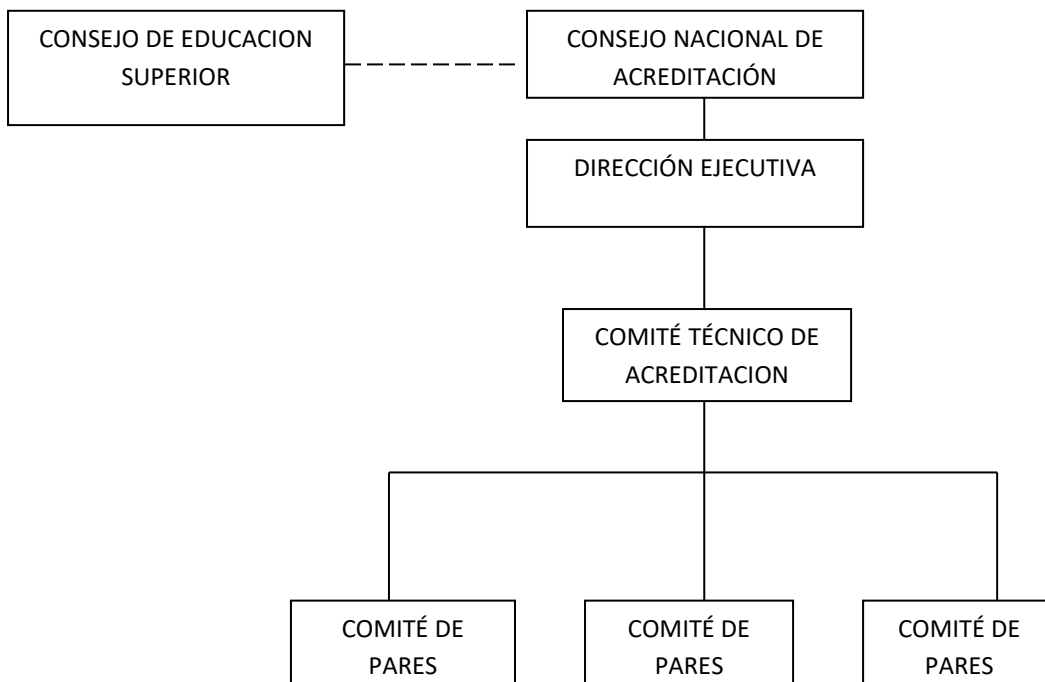 CONSEJO DE EDUCACION
SUPERIOR
CONSEJO NACIONAL DE
ACREDITACIÓN
DIRECCIÓN EJECUTIVA
COMITÉ TÉCNICO DE
ACREDITACION
COMITÉ DE
PARES
COMITÉ DE
PARES
COMITÉ DE
PARES